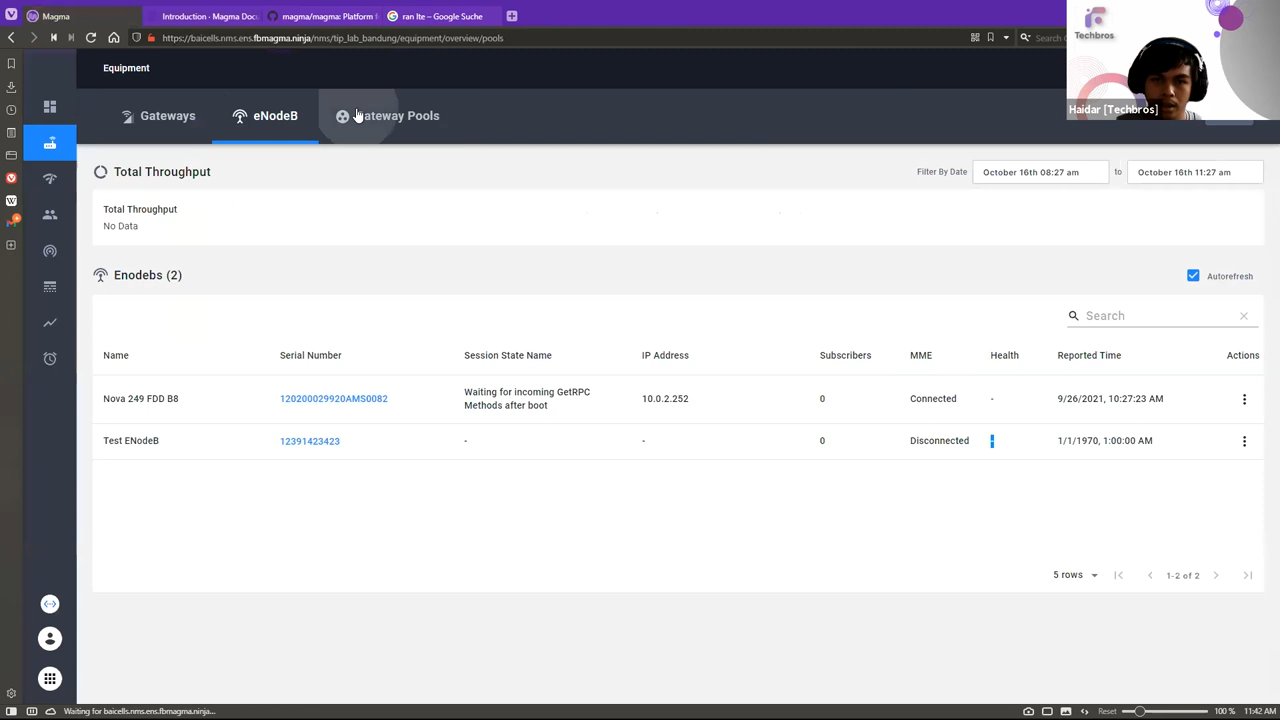 Magma
Introduction - Magma Docu
magma/magma: Platform f
ran lte – Google Suche
https://baicells.nms.ens.fbmagma.ninja/nms/tip_lab_bandung/equipment/overview/pools
Search
Techbros
Haidar [Techbros]
Equipment
Gateways
eNodeB
ateway Pools
Total Throughput
Filter By Date
October 16th 08:27 am
to
October 16th 11:27 am
Total Throughput
No Data
Enodebs (2)
Autorefresh
Search
Name Serial Number Session State Name IP Address Subscribers MME Health Reported Time Actions
Nova 249 FDD B8 120200029920AMS0082 Waiting for incoming GetRPC Methods after boot 10.0.2.252 0 Connected - 9/26/2021, 10:27:23 AM
Test ENodeB 12391423423 - - 0 Disconnected - 1/1/1970, 1:00:00 AM
5 rows
1-2 of 2
Waiting for baicells.nms.ens.fbmagma.ninja...
Reset
100 %
11:42 AM